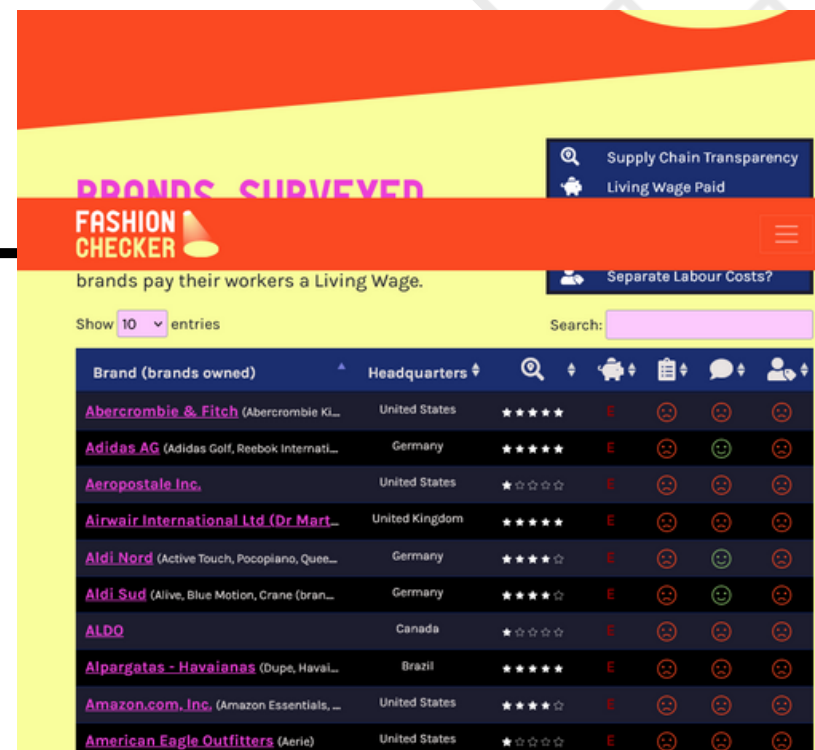 Supply Chain Transparency
BRANDS SURVEYED
Living Wage Paid
FASHION
CHECKER
brands pay their workers a Living Wage.
Separate Labour Costs?
Show 10 entries Search:
Brand (brands owned) Headquarters
Abercrombie & Fitch (Abercrombie Ki... United States E
Adidas AG (Adidas Golf, Reebok Internati... Germany E
Aeropostale Inc. United States E
Airwair International Ltd (Dr Mart... United Kingdom E
Aldi Nord (Active Touch, Pocopiano, Quee... Germany E
Aldi Sud (Alive, Blue Motion, Crane (bran... Germany E
ALDO Canada E
Alpargatas - Havaianas (Dupe, Havai... Brazil E
Amazon.com, Inc. (Amazon Essentials, ... United States E
American Eagle Outfitters (Aerie) United States E